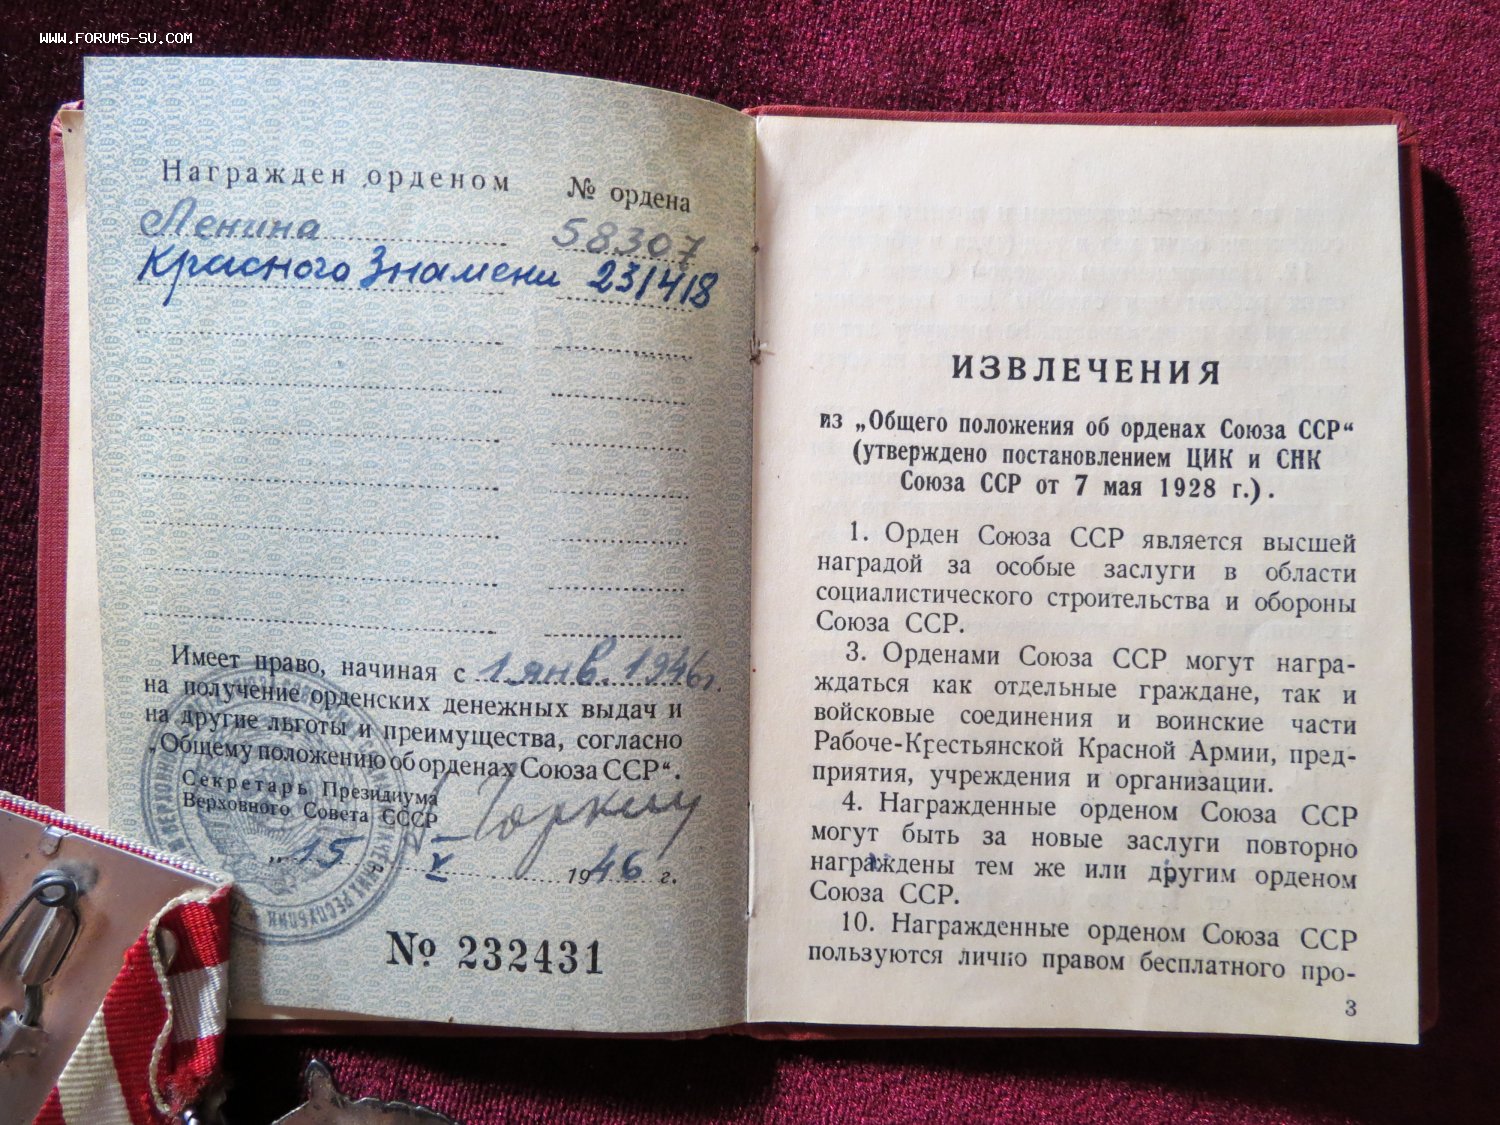 WWW.FORUMS-SU.COM
Награжден орденом № ордена
Ленина 58307
Красного Знамени 231418
Имеет право, начиная с 1 янв. 1946 г.
на получение орденских денежных выдач и
на другие льготы и преимущества, согласно
„Общему положению об орденах Союза ССР“.
Секретарь Президиума
Верховного Совета СССР
„15 X 1946 г.
№ 232431
ИЗВЛЕЧЕНИЯ
из „Общего положения об орденах Союза ССР“
(утверждено постановлением ЦИК и СНК
Союза ССР от 7 мая 1928 г.).
1. Орден Союза ССР является высшей
наградой за особые заслуги в области
социалистического строительства и обороны
Союза ССР.
3. Орденами Союза ССР могут награ-
ждаться как отдельные граждане, так и
войсковые соединения и воинские части
Рабоче-Крестьянской Красной Армии, пред-
приятия, учреждения и организации.
4. Награжденные орденом Союза ССР
могут быть за новые заслуги повторно
награждены тем же или другим орденом
Союза ССР.
10. Награжденные орденом Союза ССР
пользуются лично правом бесплатного про-
3